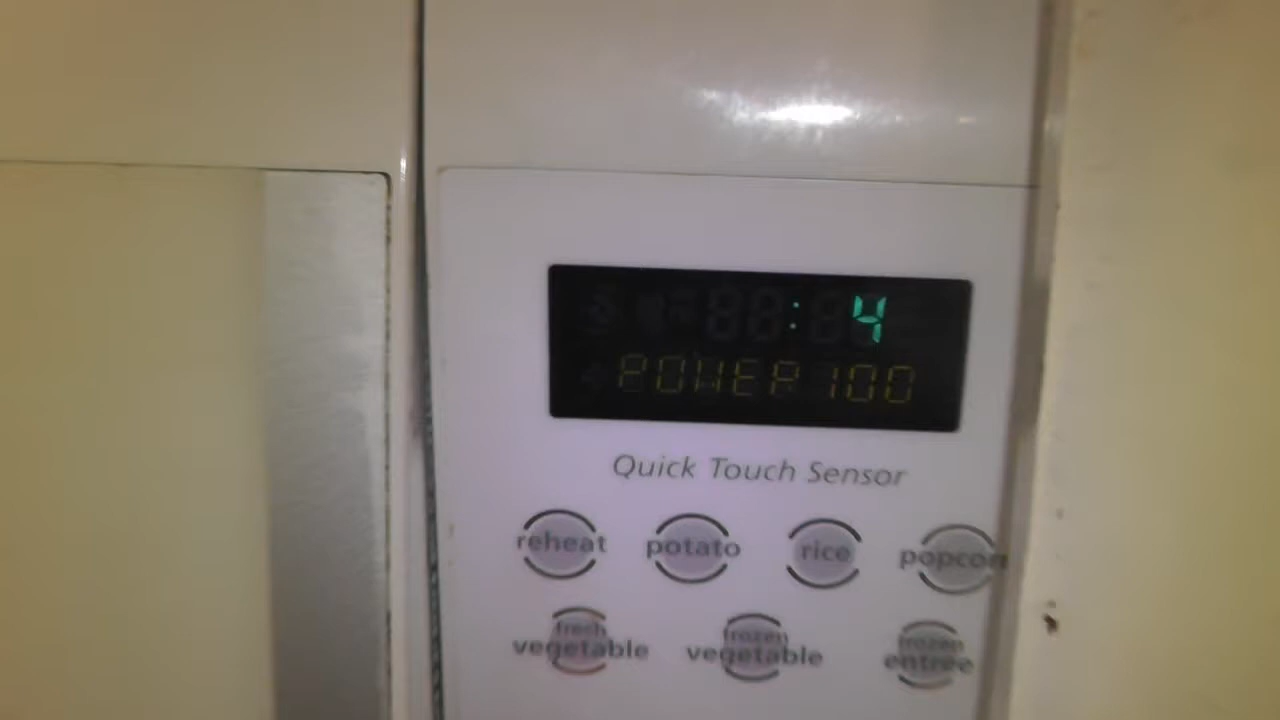 : 4
POWER 100
Quick Touch Sensor
reheat potato rice popcorn
fresh vegetable frozen vegetable frozen entree